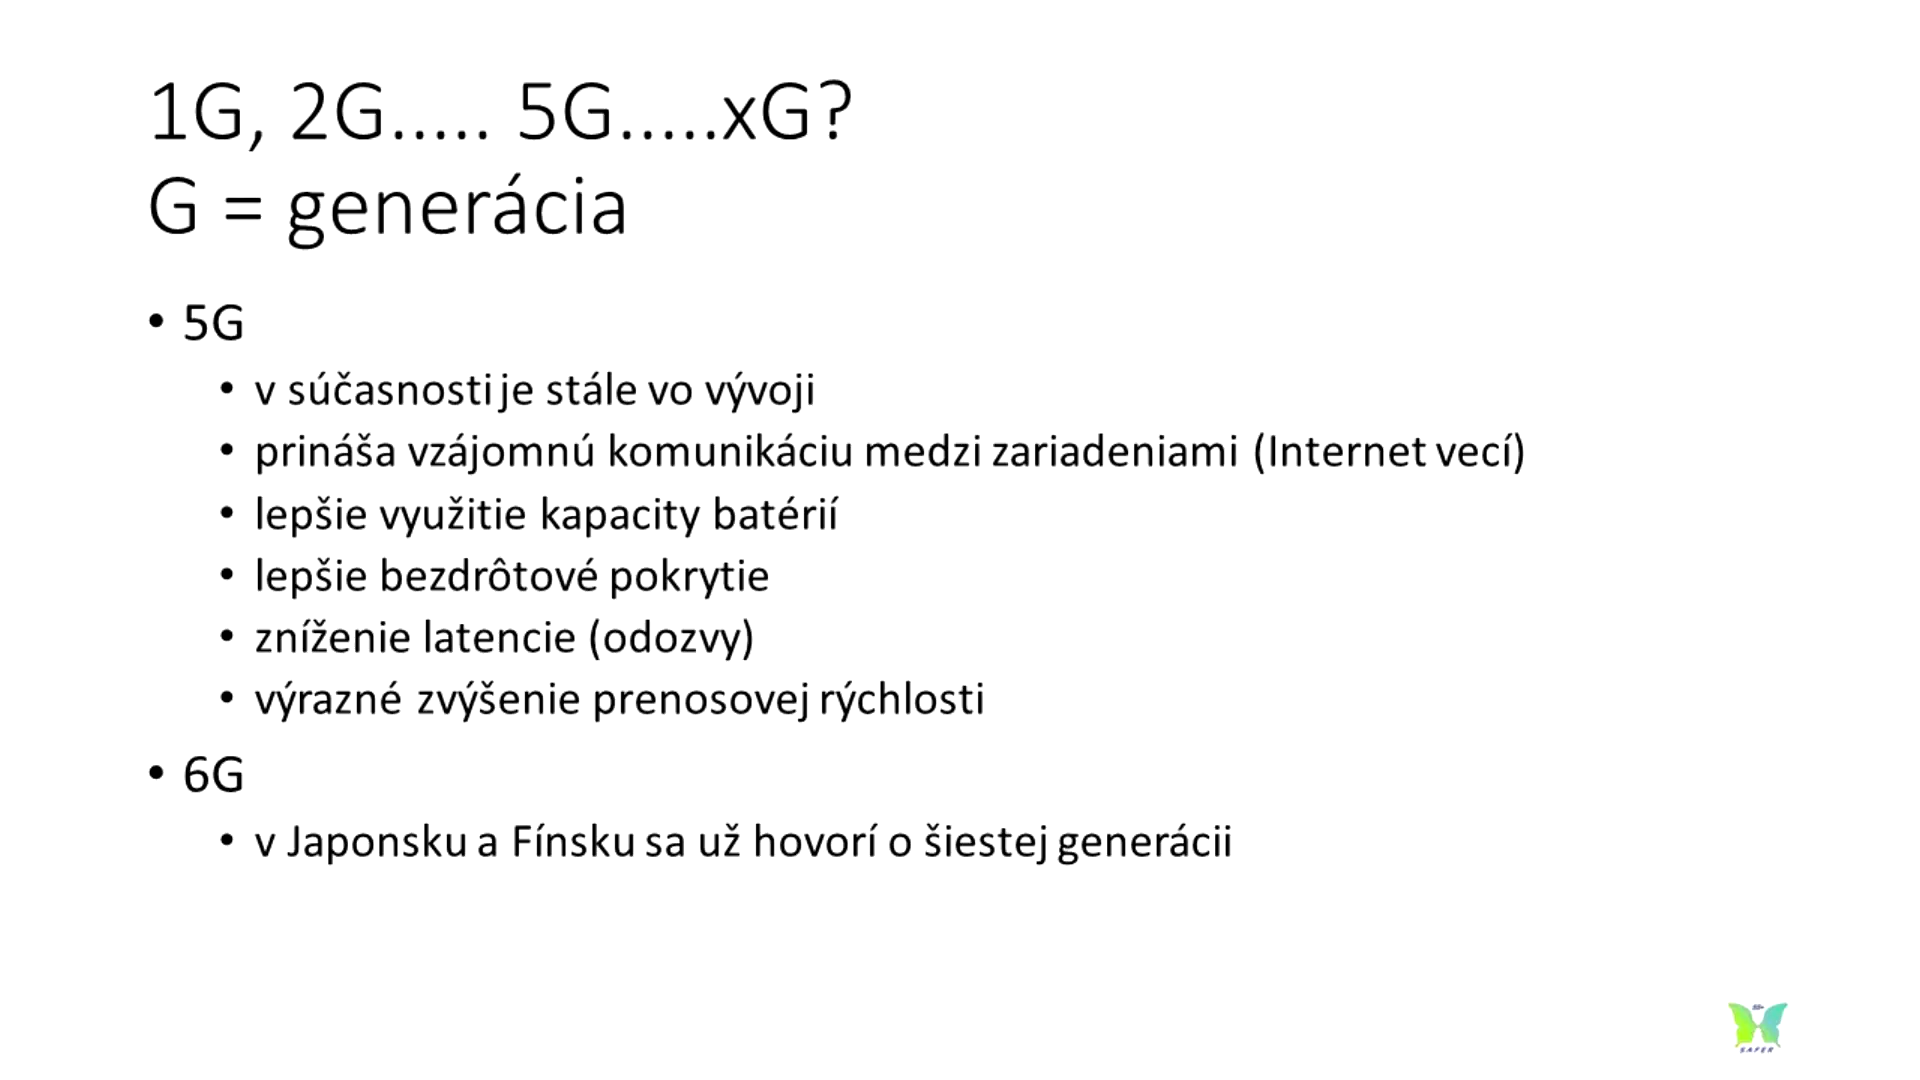 1G, 2G..... 5G.....xG?
G = generácia
• 5G
• v súčasnosti je stále vo vývoji
• prináša vzájomnú komunikáciu medzi zariadeniami (Internet vecí)
• lepšie využitie kapacity batérií
• lepšie bezdrôtové pokrytie
• zníženie latencie (odozvy)
• výrazné zvýšenie prenosovej rýchlosti
• 6G
• v Japonsku a Fínsku sa už hovorí o šiestej generácii
SAFER